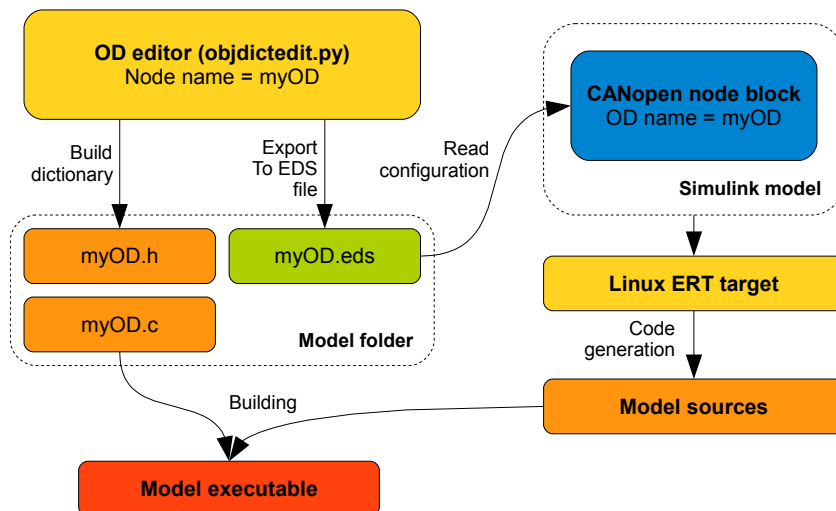 OD editor (objdictedit.py)
Node name = myOD
CANopen node block
OD name = myOD
Build
dictionary
Export
To EDS
file
Read
configuration
Simulink model
myOD.h
myOD.eds
Linux ERT target
myOD.c
Model folder
Code
generation
Building
Model sources
Model executable